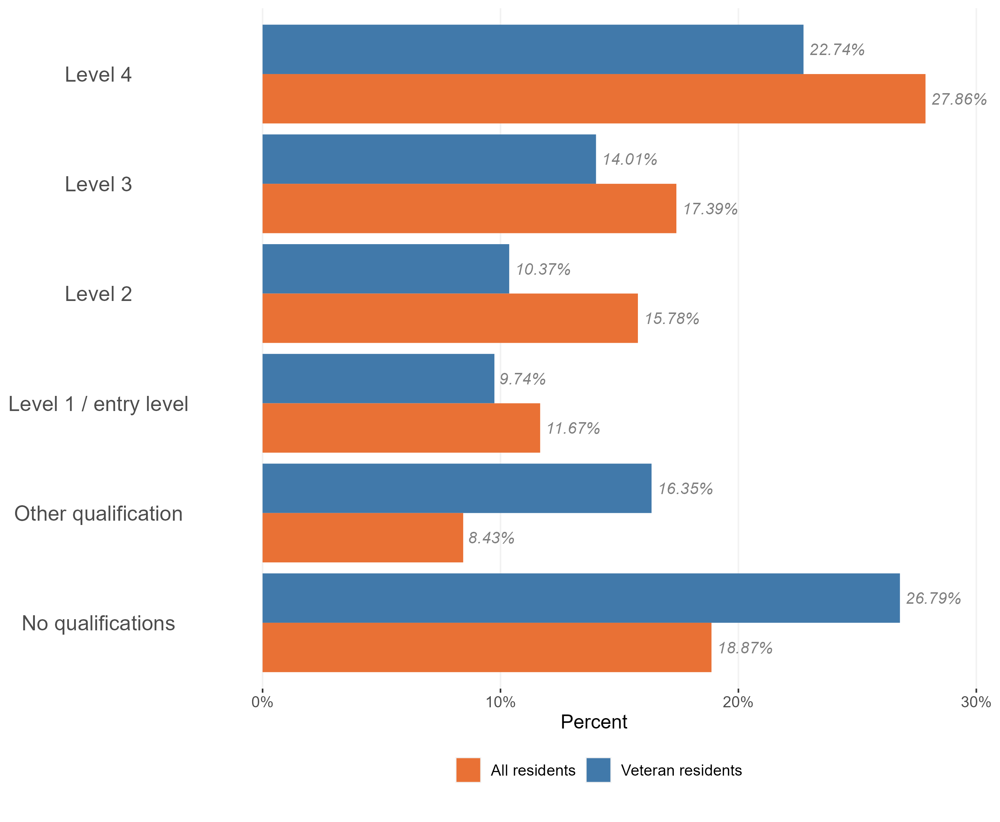 22.74%
Level 4
27.86%
14.01%
Level 3
17.39%
10.37%
Level 2
15.78%
9.74%
Level 1 / entry level
11.67%
16.35%
Other qualification
8.43%
26.79%
No qualifications
18.87%
0% 10% 20% 30%
Percent
All residents Veteran residents